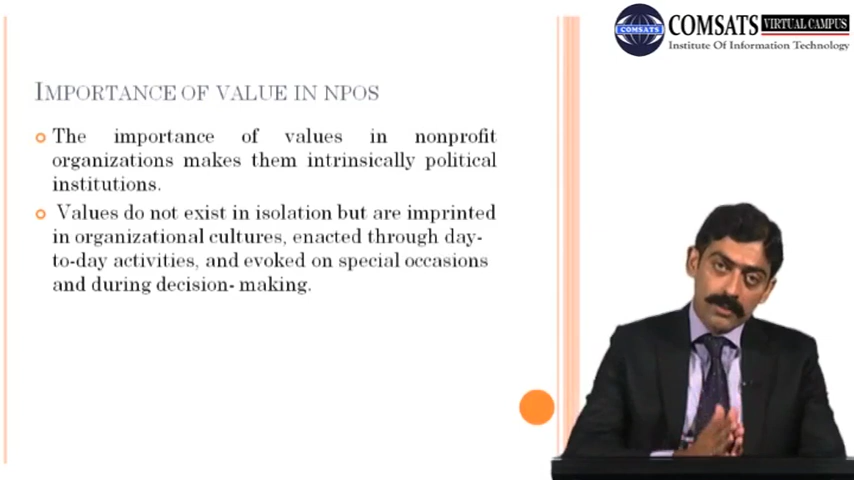 COMSATS VIRTUAL CAMPUS
Institute Of Information Technology
COMSATS
IMPORTANCE OF VALUE IN NPOS
The importance of values in nonprofit
organizations makes them intrinsically political
institutions.
Values do not exist in isolation but are imprinted
in organizational cultures, enacted through day-
to-day activities, and evoked on special occasions
and during decision- making.